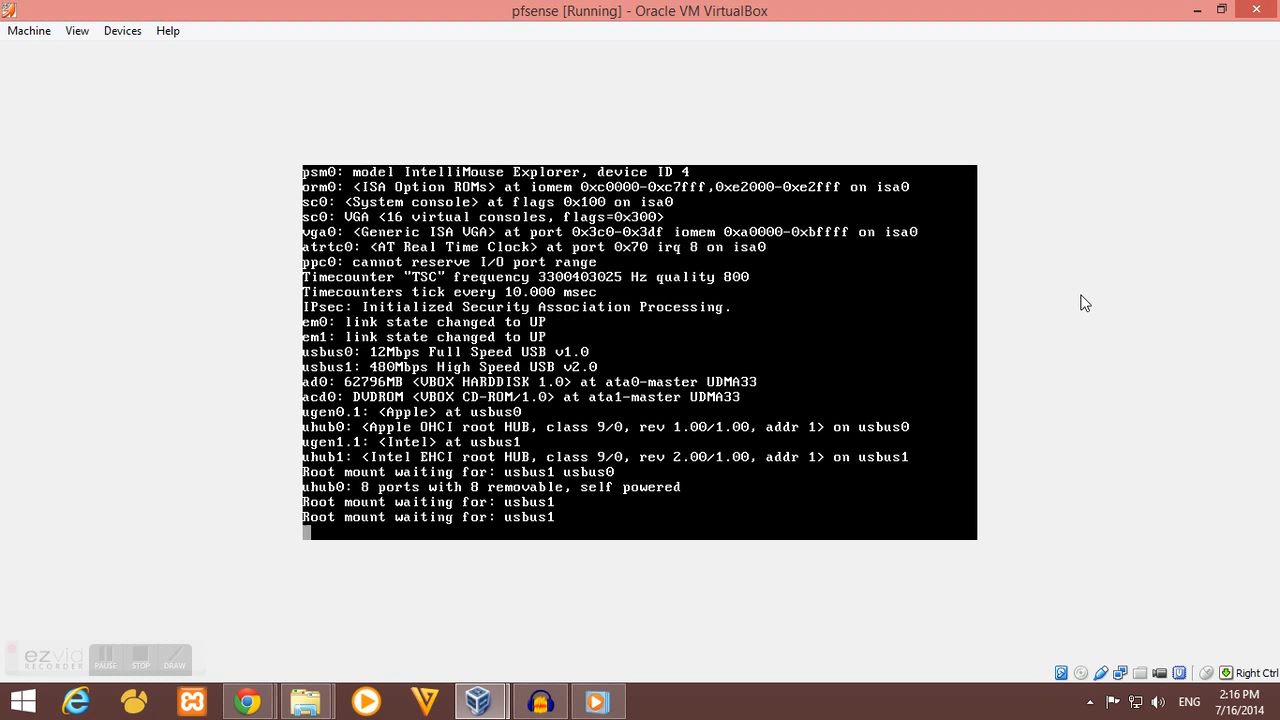 pfsense [Running] - Oracle VM VirtualBox
Machine View Devices Help
psm0: model IntelliMouse Explorer, device ID 4
orm0: <ISA Option ROMs> at iomem 0xc0000-0xc7fff,0xe2000-0xe2fff on isa0
sc0: <System console> at flags 0x100 on isa0
sc0: VGA <16 virtual consoles, flags=0x300>
vga0: <Generic ISA VGA> at port 0x3c0-0x3df iomem 0xa0000-0xbffff on isa0
atrtc0: <AT Real Time Clock> at port 0x70 irq 8 on isa0
ppc0: cannot reserve I/O port range
Timecounter "TSC" frequency 3300403025 Hz quality 800
Timecounters tick every 10.000 msec
IPsec: Initialized Security Association Processing.
em0: link state changed to UP
em1: link state changed to UP
usbus0: 12Mbps Full Speed USB v1.0
usbus1: 480Mbps High Speed USB v2.0
ad0: 62796MB <VBOX HARDDISK 1.0> at ata0-master UDMA33
acd0: DVDROM <VBOX CD-ROM/1.0> at ata1-master UDMA33
ugen0.1: <Apple> at usbus0
uhub0: <Apple OHCI root HUB, class 9/0, rev 1.00/1.00, addr 1> on usbus0
ugen1.1: <Intel> at usbus1
uhub1: <Intel EHCI root HUB, class 9/0, rev 2.00/1.00, addr 1> on usbus1
Root mount waiting for: usbus1 usbus0
uhub0: 8 ports with 8 removable, self powered
Root mount waiting for: usbus1
Root mount waiting for: usbus1
ezvid
RECORDER
PAUSE STOP DRAW
Right Ctrl
ENG
2:16 PM
7/16/2014